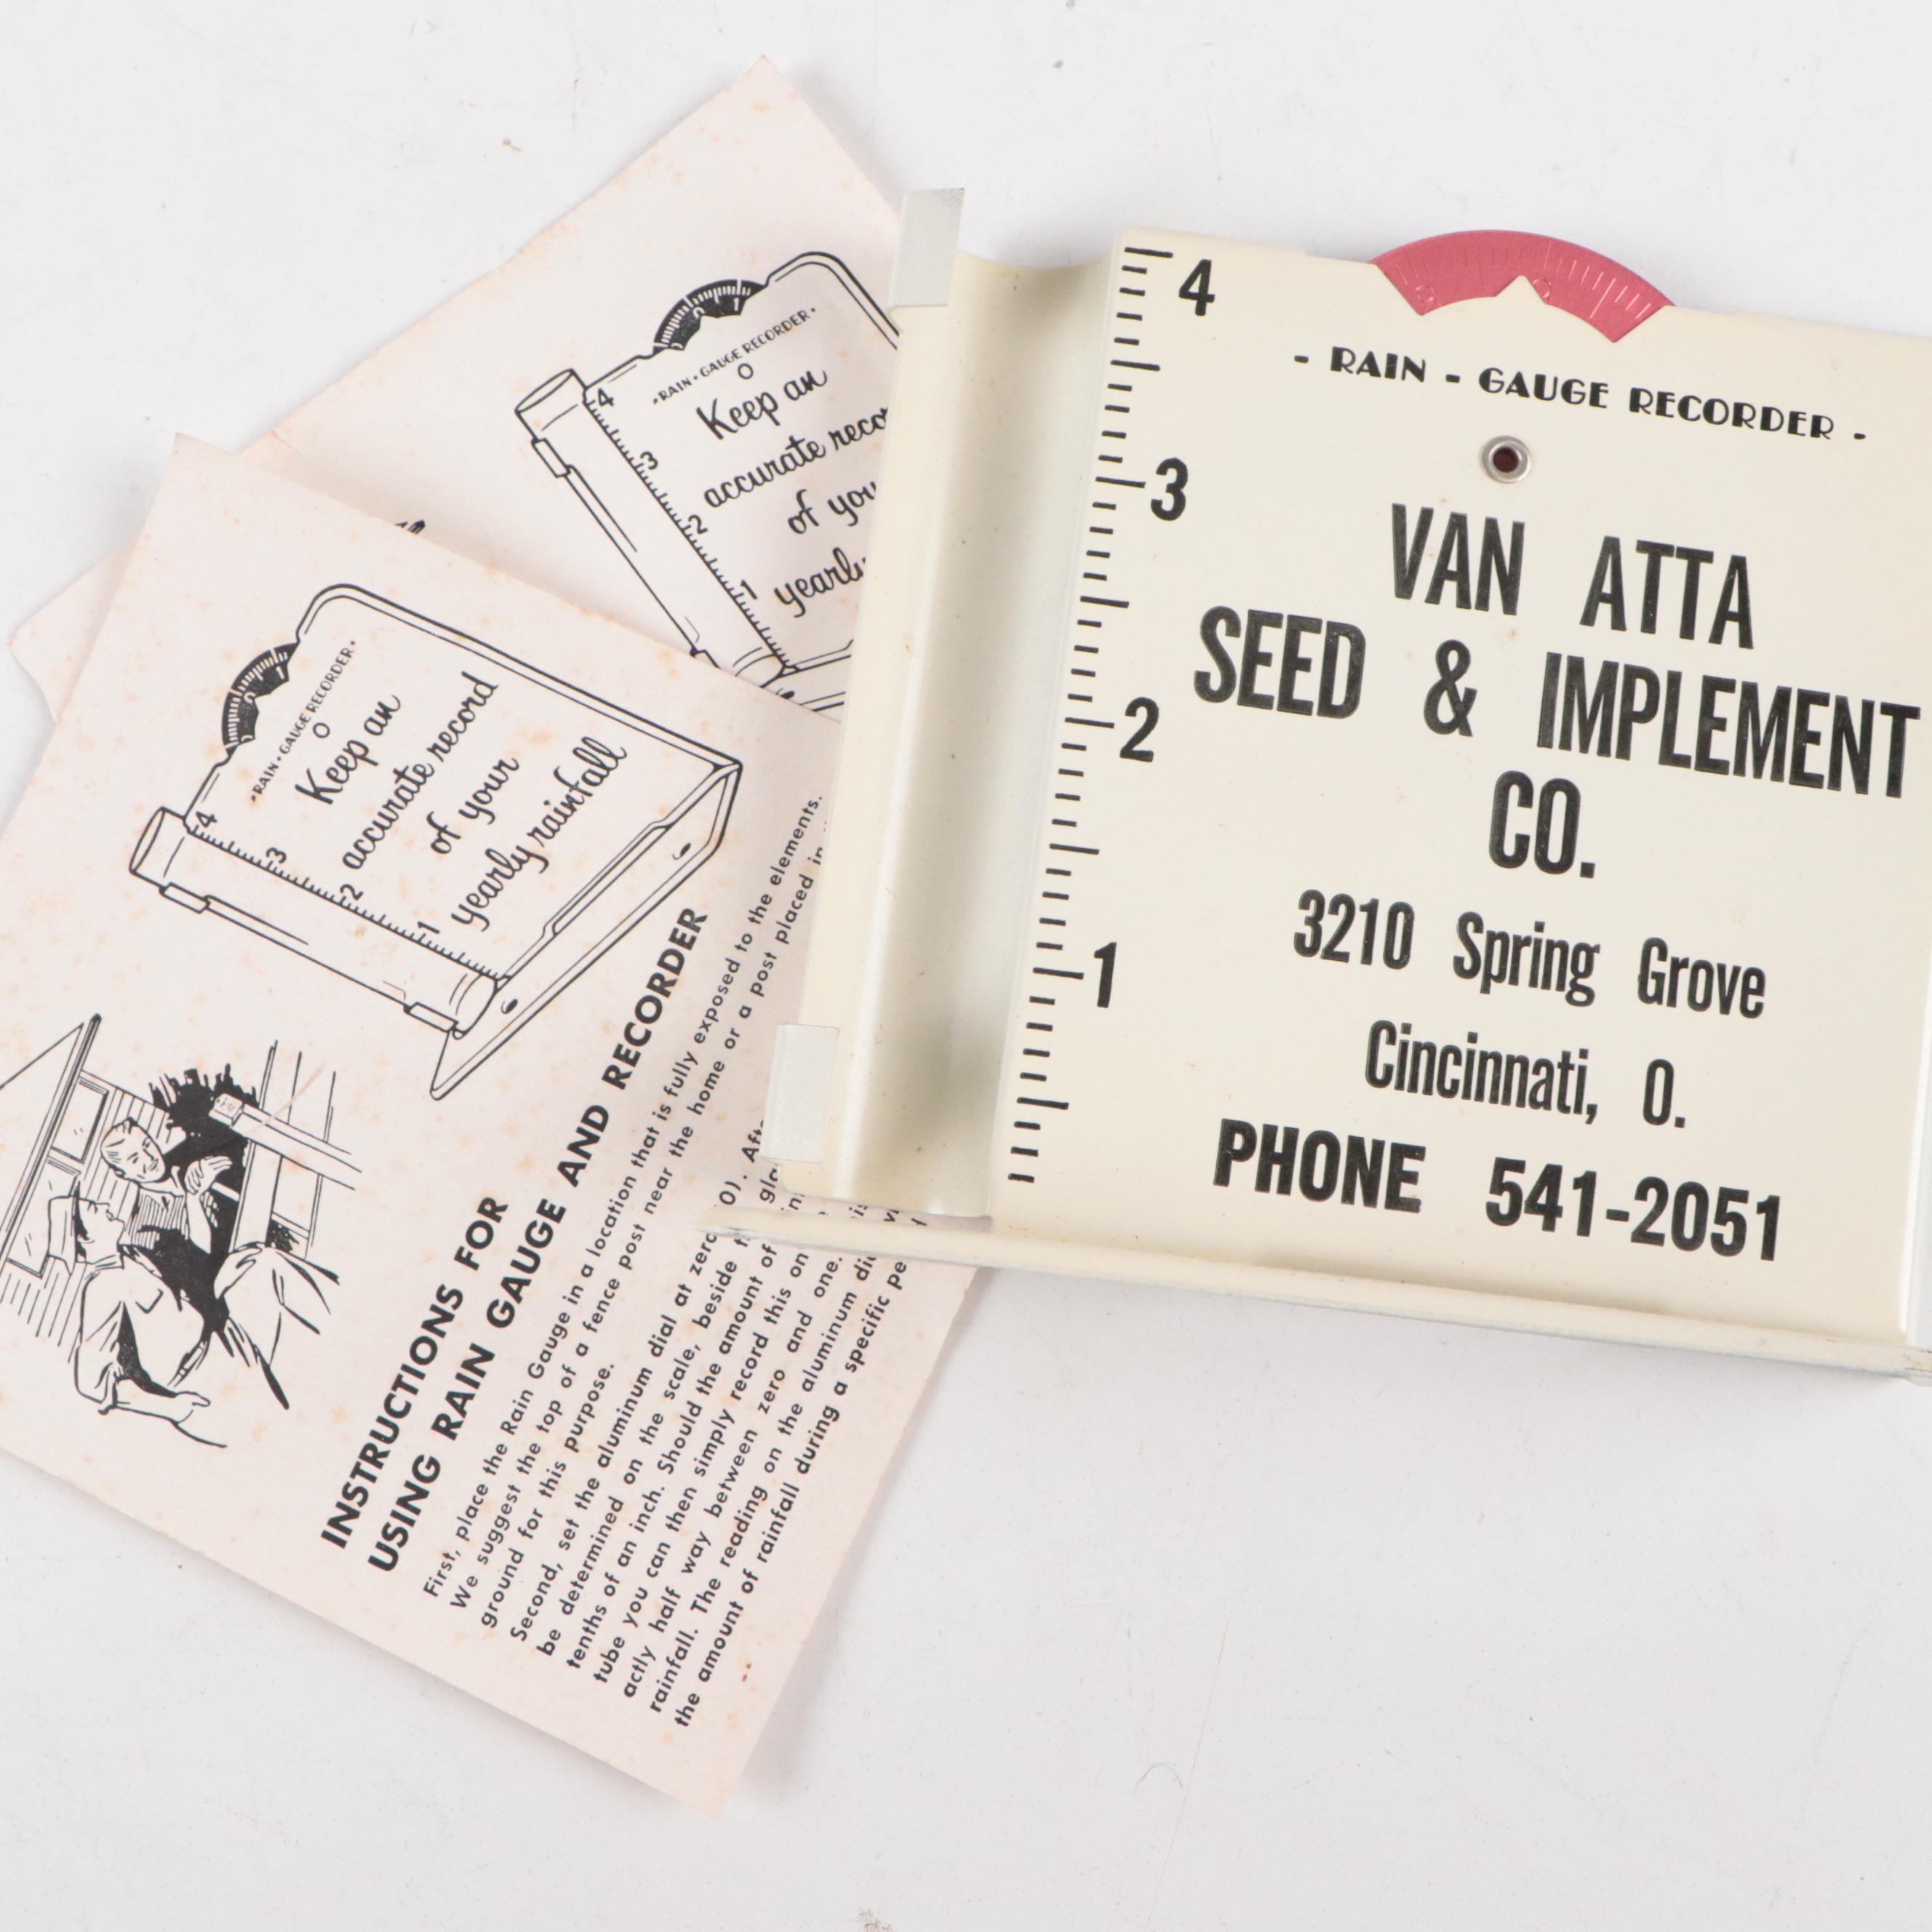 4
- RAIN - GAUGE RECORDER -
3
VAN ATTA
2
SEED & IMPLEMENT
CO.
3210 Spring Grove
1
Cincinnati, O.
PHONE 541-2051
RAIN • GAUGE RECORDER
Keep an
accurate
of
yearly
4
3
2
1
RAIN • GAUGE RECORDER
Keep an
accurate record
of your
yearly rainfall
4
3
2
1
INSTRUCTIONS FOR
USING RAIN GAUGE AND RECORDER
First, place the Rain Gauge in a location that is fully exposed to the elements.
We suggest the top of a fence post near the home or a post placed in
ground for this purpose.
Second, set the aluminum dial at zero
be determined on the scale, beside
tenths of an inch. Should the amount of
tube you can then simply record this on
actly half way between zero and one.
rainfall. The reading on the aluminum
the amount of rainfall during a specific